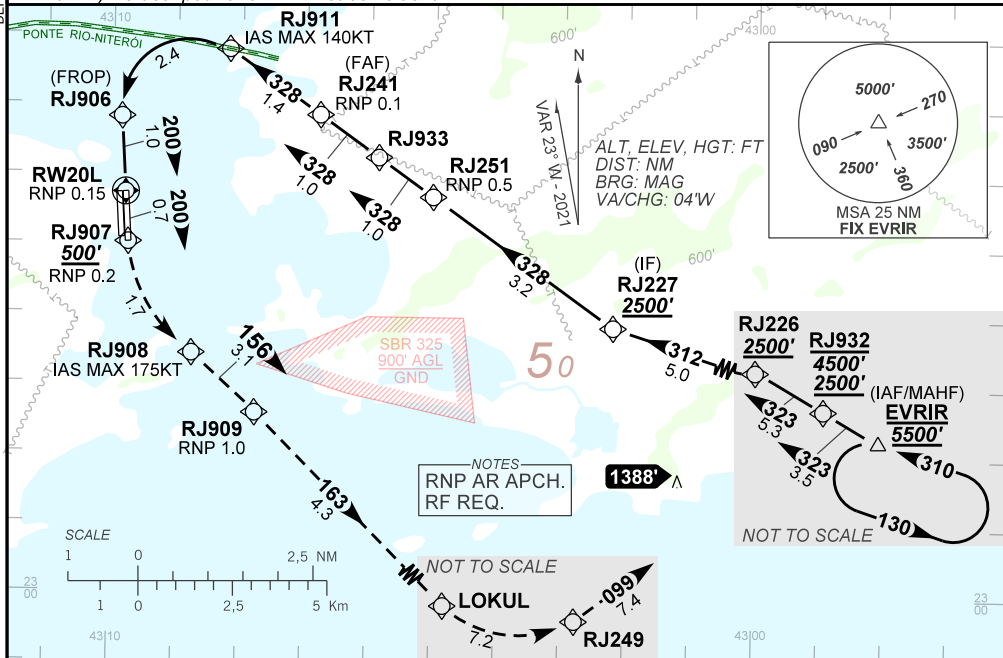 43 10
43 00
PONTE RIO-NITERÓI
RJ911
IAS MAX 140KT
2.4
(FROP)
RJ906
328
1.4
(FAF)
RJ241
RNP 0.1
600'
N
VAR 23° W - 2021
ALT, ELEV, HGT: FT
DIST: NM
BRG: MAG
VA/CHG: 04'W
5000'
270
090
3500'
2500'
360
MSA 25 NM
FIX EVRIR
200
1.0
RJ933
328
1.0
RJ251
RNP 0.5
328
1.0
RW20L
RNP 0.15
200
0.7
RJ907
500'
RNP 0.2
328
3.2
600'
(IF)
RJ227
2500'
1.7
RJ908
IAS MAX 175KT
156
3.1
SBR 325
900' AGL
GND
50
312
5.0
RJ226
2500'
RJ932
4500'
2500'
(IAF/MAHF)
EVRIR
5500'
323
5.3
323
3.5
310
130
NOT TO SCALE
RJ909
RNP 1.0
NOTES
RNP AR APCH.
RF REQ.
1388'
163
4.3
SCALE
1 0 2,5 NM
1 0 2,5 5 Km
NOT TO SCALE
LOKUL
7.2
RJ249
099
7.4
23
00
23
00
43 10
43 00